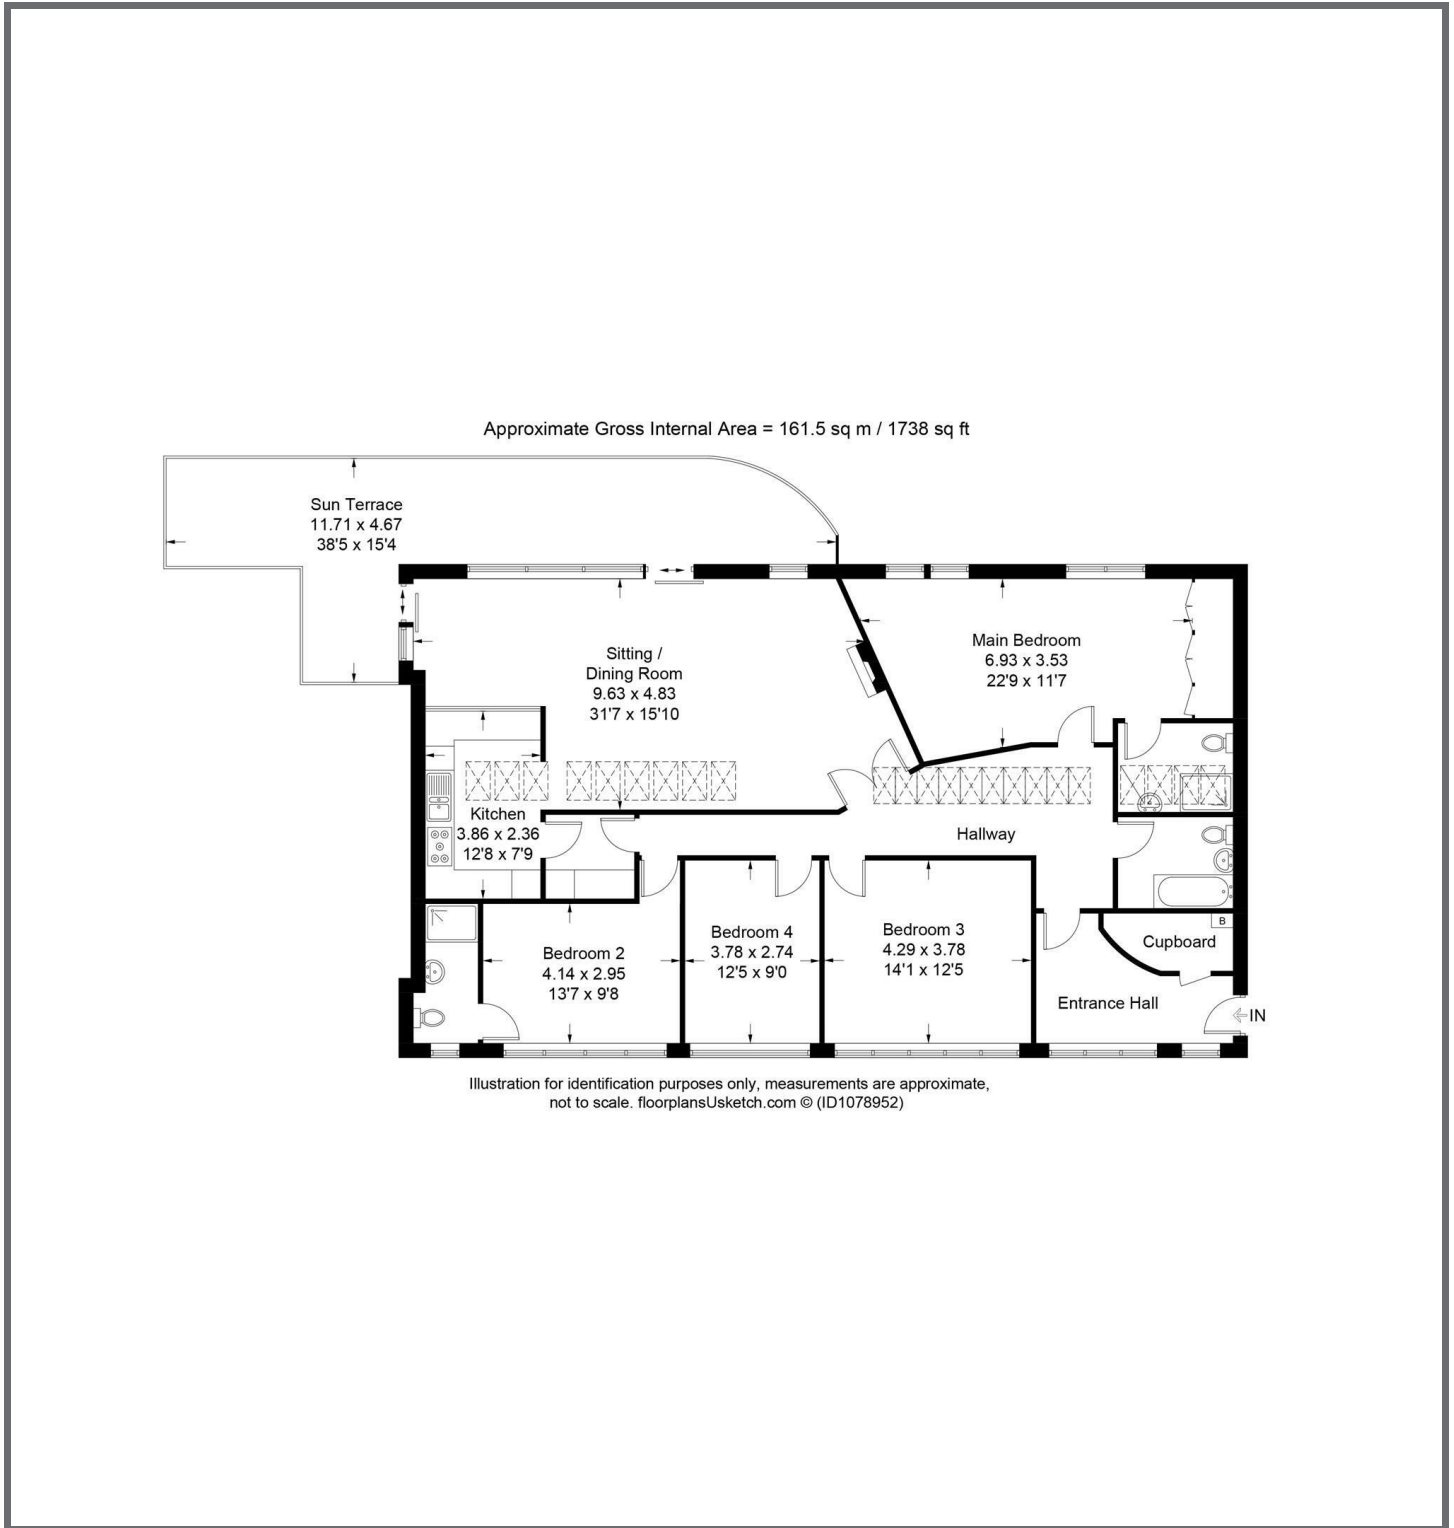 Approximate Gross Internal Area = 161.5 sq m / 1738 sq ft
Sun Terrace
11.71 x 4.67
38'5 x 15'4
Sitting /
Dining Room
9.63 x 4.83
31'7 x 15'10
Main Bedroom
6.93 x 3.53
22'9 x 11'7
Kitchen
3.86 x 2.36
12'8 x 7'9
Hallway
Bedroom 2
4.14 x 2.95
13'7 x 9'8
Bedroom 4
3.78 x 2.74
12'5 x 9'0
Bedroom 3
4.29 x 3.78
14'1 x 12'5
B
Cupboard
Entrance Hall
IN
Illustration for identification purposes only, measurements are approximate,
not to scale. floorplansUsketch.com © (ID1078952)